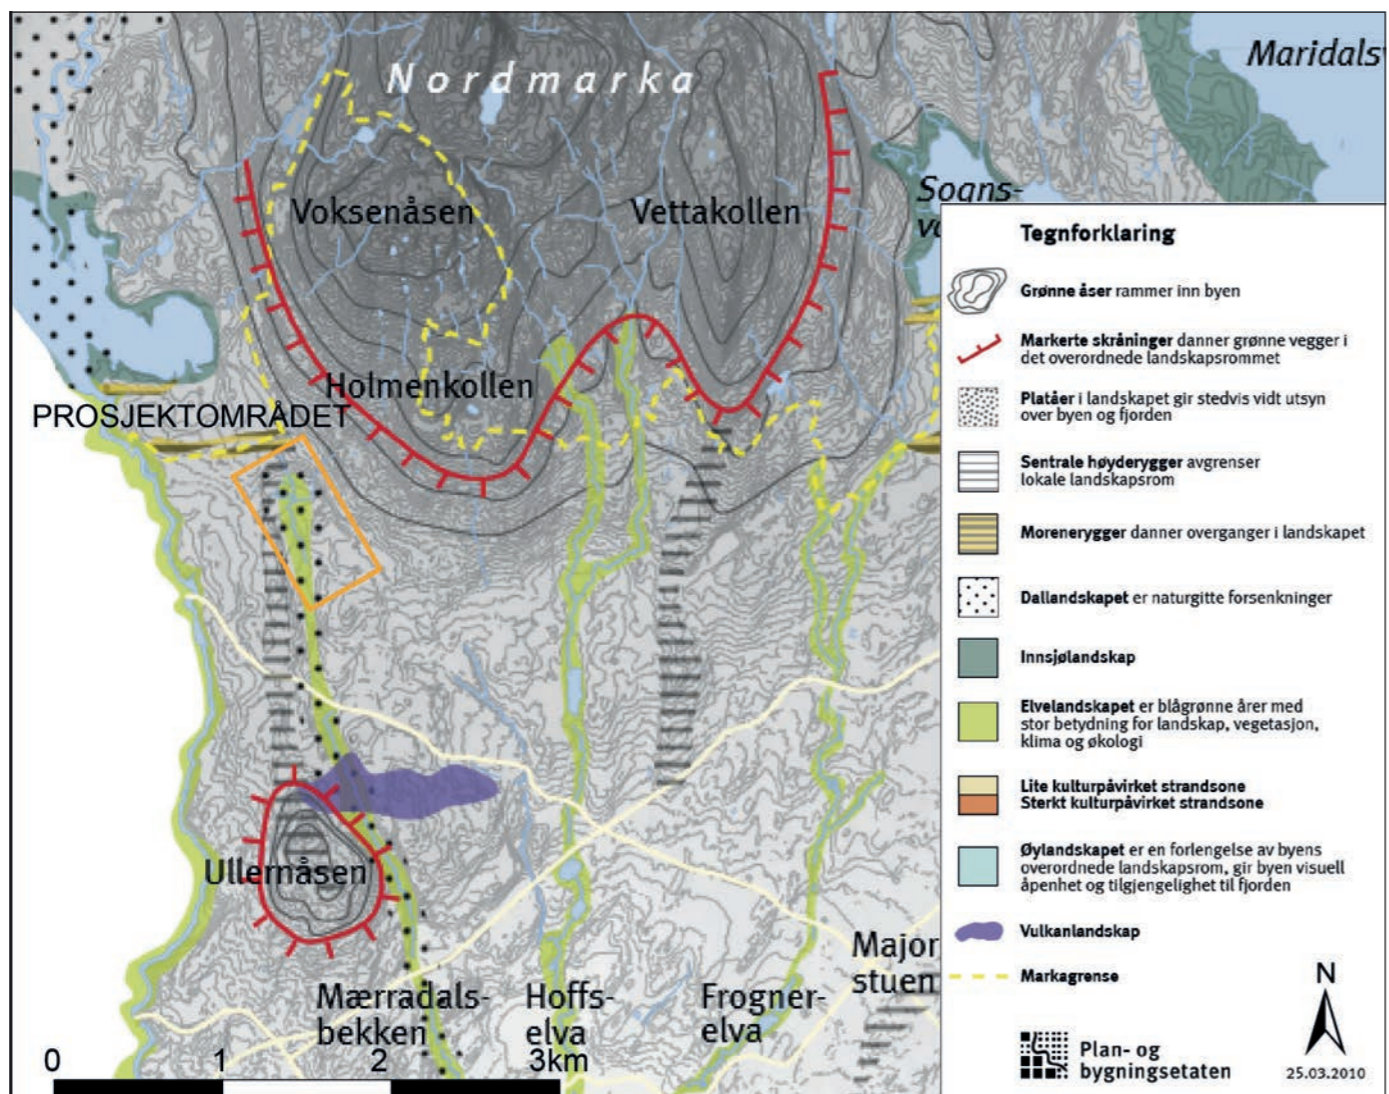 Nordmarka
Maridals
Voksenåsen
Vettakollen
Sogns-
Holmenkollen
PROSJEKTOMRÅDET
Ullernåsen
Mærradals-
bekken
Hoffs-
elva
Frogner-
elva
Major
stuen
0 1 2 3km
Tegnforklaring
Grønne åser rammer inn byen
Markerte skråninger danner grønne vegger i
det overordnede landskapsrommet
Platåer i landskapet gir stedvis vidt utsyn
over byen og fjorden
Sentrale høyderygger avgrenser
lokale landskapsrom
Morenerygger danner overganger i landskapet
Dallandskapet er naturgitte forsenkninger
Innsjølandskap
Elvelandskapet er blågrønne årer med
stor betydning for landskap, vegetasjon,
klima og økologi
Lite kulturpåvirket strandsone
Sterkt kulturpåvirket strandsone
Øylandskapet er en forlengelse av byens
overordnede landskapsrom, gir byen visuell
åpenhet og tilgjengelighet til fjorden
Vulkanlandskap
Markagrense
Plan- og
bygningsetaten
N
25.03.2010